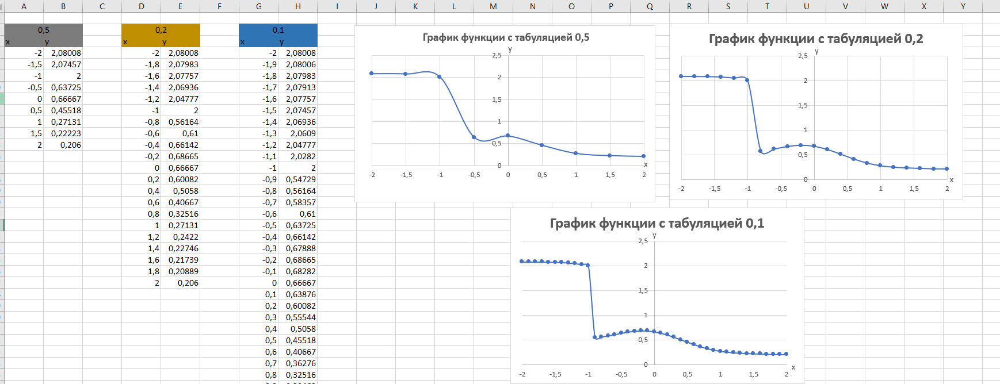 A B C D E F G H I J K L M N O P Q R S T U V W X Y
0,5 0,2 0,1
x y x y x y
-2 2,08008 -2 2,08008 -2 2,08008
-1,5 2,07457 -1,8 2,07983 -1,9 2,08006
-1 2 -1,6 2,07757 -1,8 2,07983
-0,5 0,63725 -1,4 2,06936 -1,7 2,07913
0 0,66667 -1,2 2,04777 -1,6 2,07757
0,5 0,45518 -1 2 -1,5 2,07457
1 0,27131 -0,8 0,56164 -1,4 2,06936
1,5 0,22223 -0,6 0,61 -1,3 2,0609
2 0,206 -0,4 0,66142 -1,2 2,04777
-0,2 0,68665 -1,1 2,0282
0 0,66667 -1 2
0,2 0,60082 -0,9 0,54729
0,4 0,5058 -0,8 0,56164
0,6 0,40667 -0,7 0,58357
0,8 0,32516 -0,6 0,61
1 0,27131 -0,5 0,63725
1,2 0,2422 -0,4 0,66142
1,4 0,22746 -0,3 0,67888
1,6 0,21739 -0,2 0,68665
1,8 0,20889 -0,1 0,68282
2 0,206 0 0,66667
0,1 0,63876
0,2 0,60082
0,3 0,55544
0,4 0,5058
0,5 0,45518
0,6 0,40667
0,7 0,36276
0,8 0,32516
График функции с табуляцией 0,5
y
2,5
2
1,5
1
0,5
0
x
-2 -1,5 -1 -0,5 0 0,5 1 1,5 2
График функции с табуляцией 0,2
y
2,5
2
1,5
1
0,5
0
x
-2 -1,5 -1 -0,5 0 0,5 1 1,5 2
График функции с табуляцией 0,1
y
2,5
2
1,5
1
0,5
0
x
-2 -1,5 -1 -0,5 0 0,5 1 1,5 2